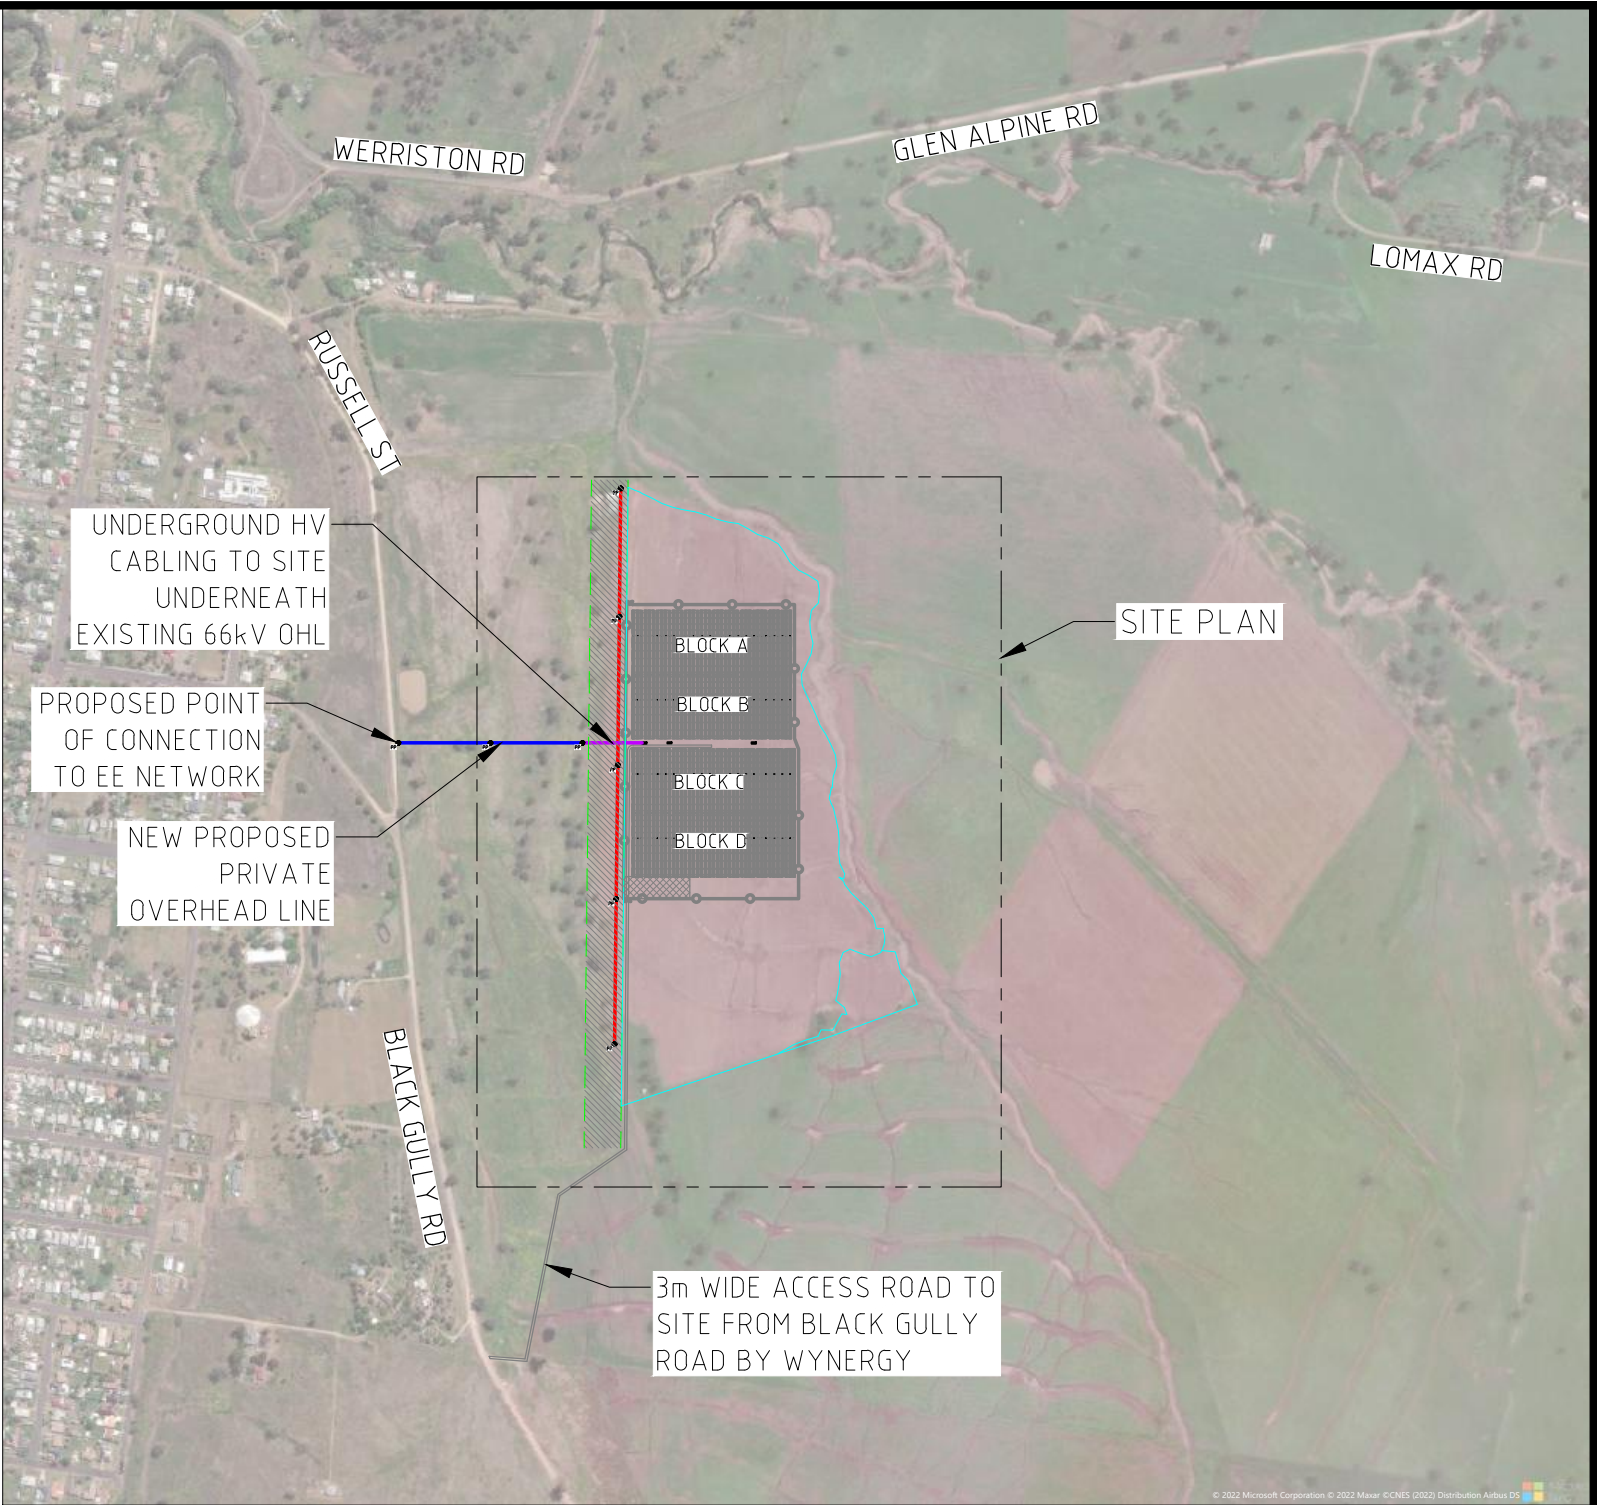 WERRISTON RD
GLEN ALPINE RD
LOMAX RD
RUSSELL ST
UNDERGROUND HV
CABLING TO SITE
UNDERNEATH
EXISTING 66kV OHL
SITE PLAN
BLOCK A
BLOCK B
PROPOSED POINT
OF CONNECTION
TO EE NETWORK
BLOCK C
BLOCK D
NEW PROPOSED
PRIVATE
OVERHEAD LINE
BLACK GULLY RD
3m WIDE ACCESS ROAD TO
SITE FROM BLACK GULLY
ROAD BY WYNERGY
© 2022 Microsoft Corporation © 2022 Maxar ©CNES (2022) Distribution Airbus DS